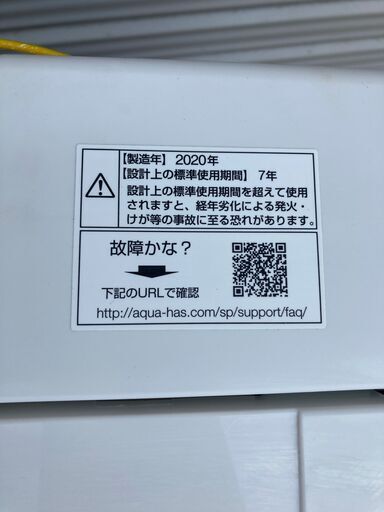 【製造年】 2020年
【設計上の標準使用期間】 7年
設計上の標準使用期間を超えて使用
されますと、経年劣化による発火・
けが等の事故に至る恐れがあります。
故障かな？
下記のURLで確認
http://aqua-has.com/sp/support/faq/